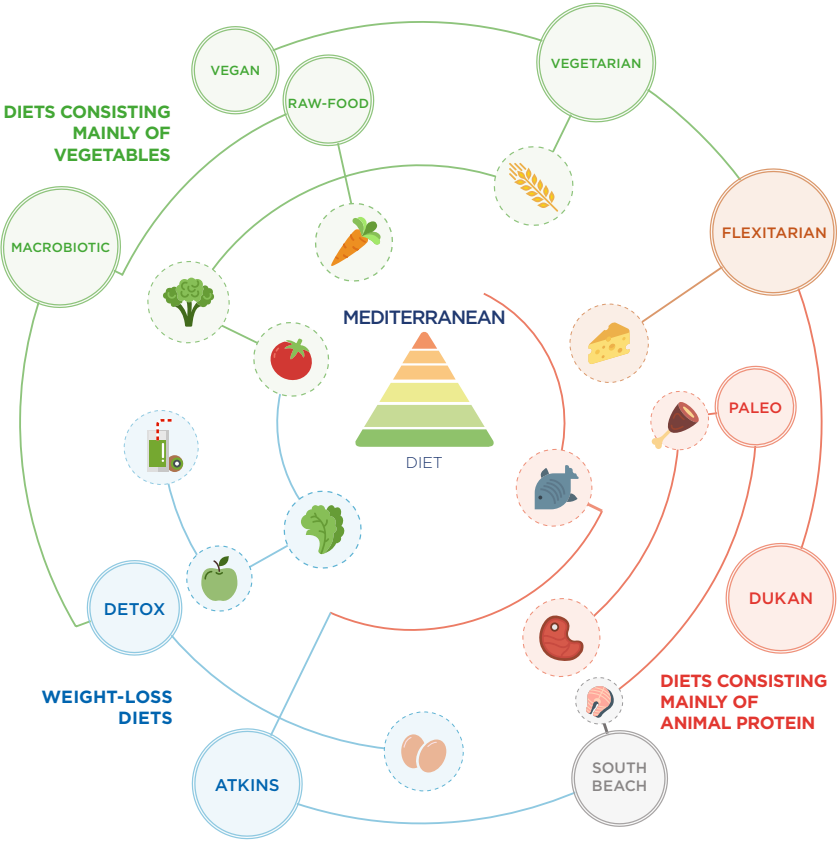 VEGAN
VEGETARIAN
RAW-FOOD
DIETS CONSISTING
MAINLY OF
VEGETABLES
MACROBIOTIC
FLEXITARIAN
MEDITERRANEAN
DIET
PALEO
DETOX
DUKAN
WEIGHT-LOSS
DIETS
DIETS CONSISTING
MAINLY OF
ANIMAL PROTEIN
ATKINS
SOUTH
BEACH